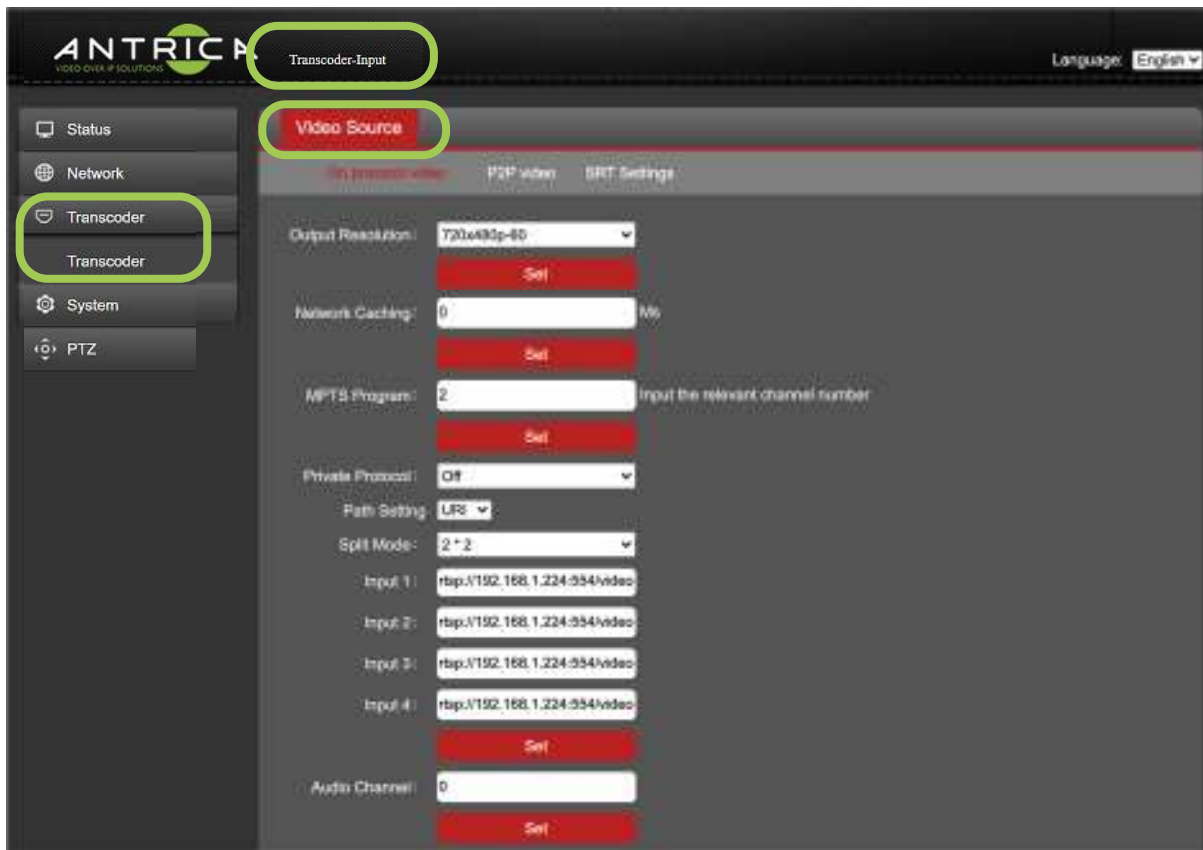 ANTRICA
VIDEO OVER IP SOLUTIONS
Transcoder-Input
Language: English
Status
Network
Transcoder
Transcoder
System
PTZ
Video Source
P2P video SRT Settings
Output Resolution: 720x480p-60
Set
Network Caching: 0 Ms
Set
MPTS Program: 2 Input the relevant channel number
Set
Private Protocol: Off
Path Setting URI
Split Mode: 2*2
Input 1: rtsp://192.168.1.224:554/video
Input 2: rtsp://192.168.1.224:554/video
Input 3: rtsp://192.168.1.224:554/video
Input 4: rtsp://192.168.1.224:554/video
Set
Audio Channel: 0
Set